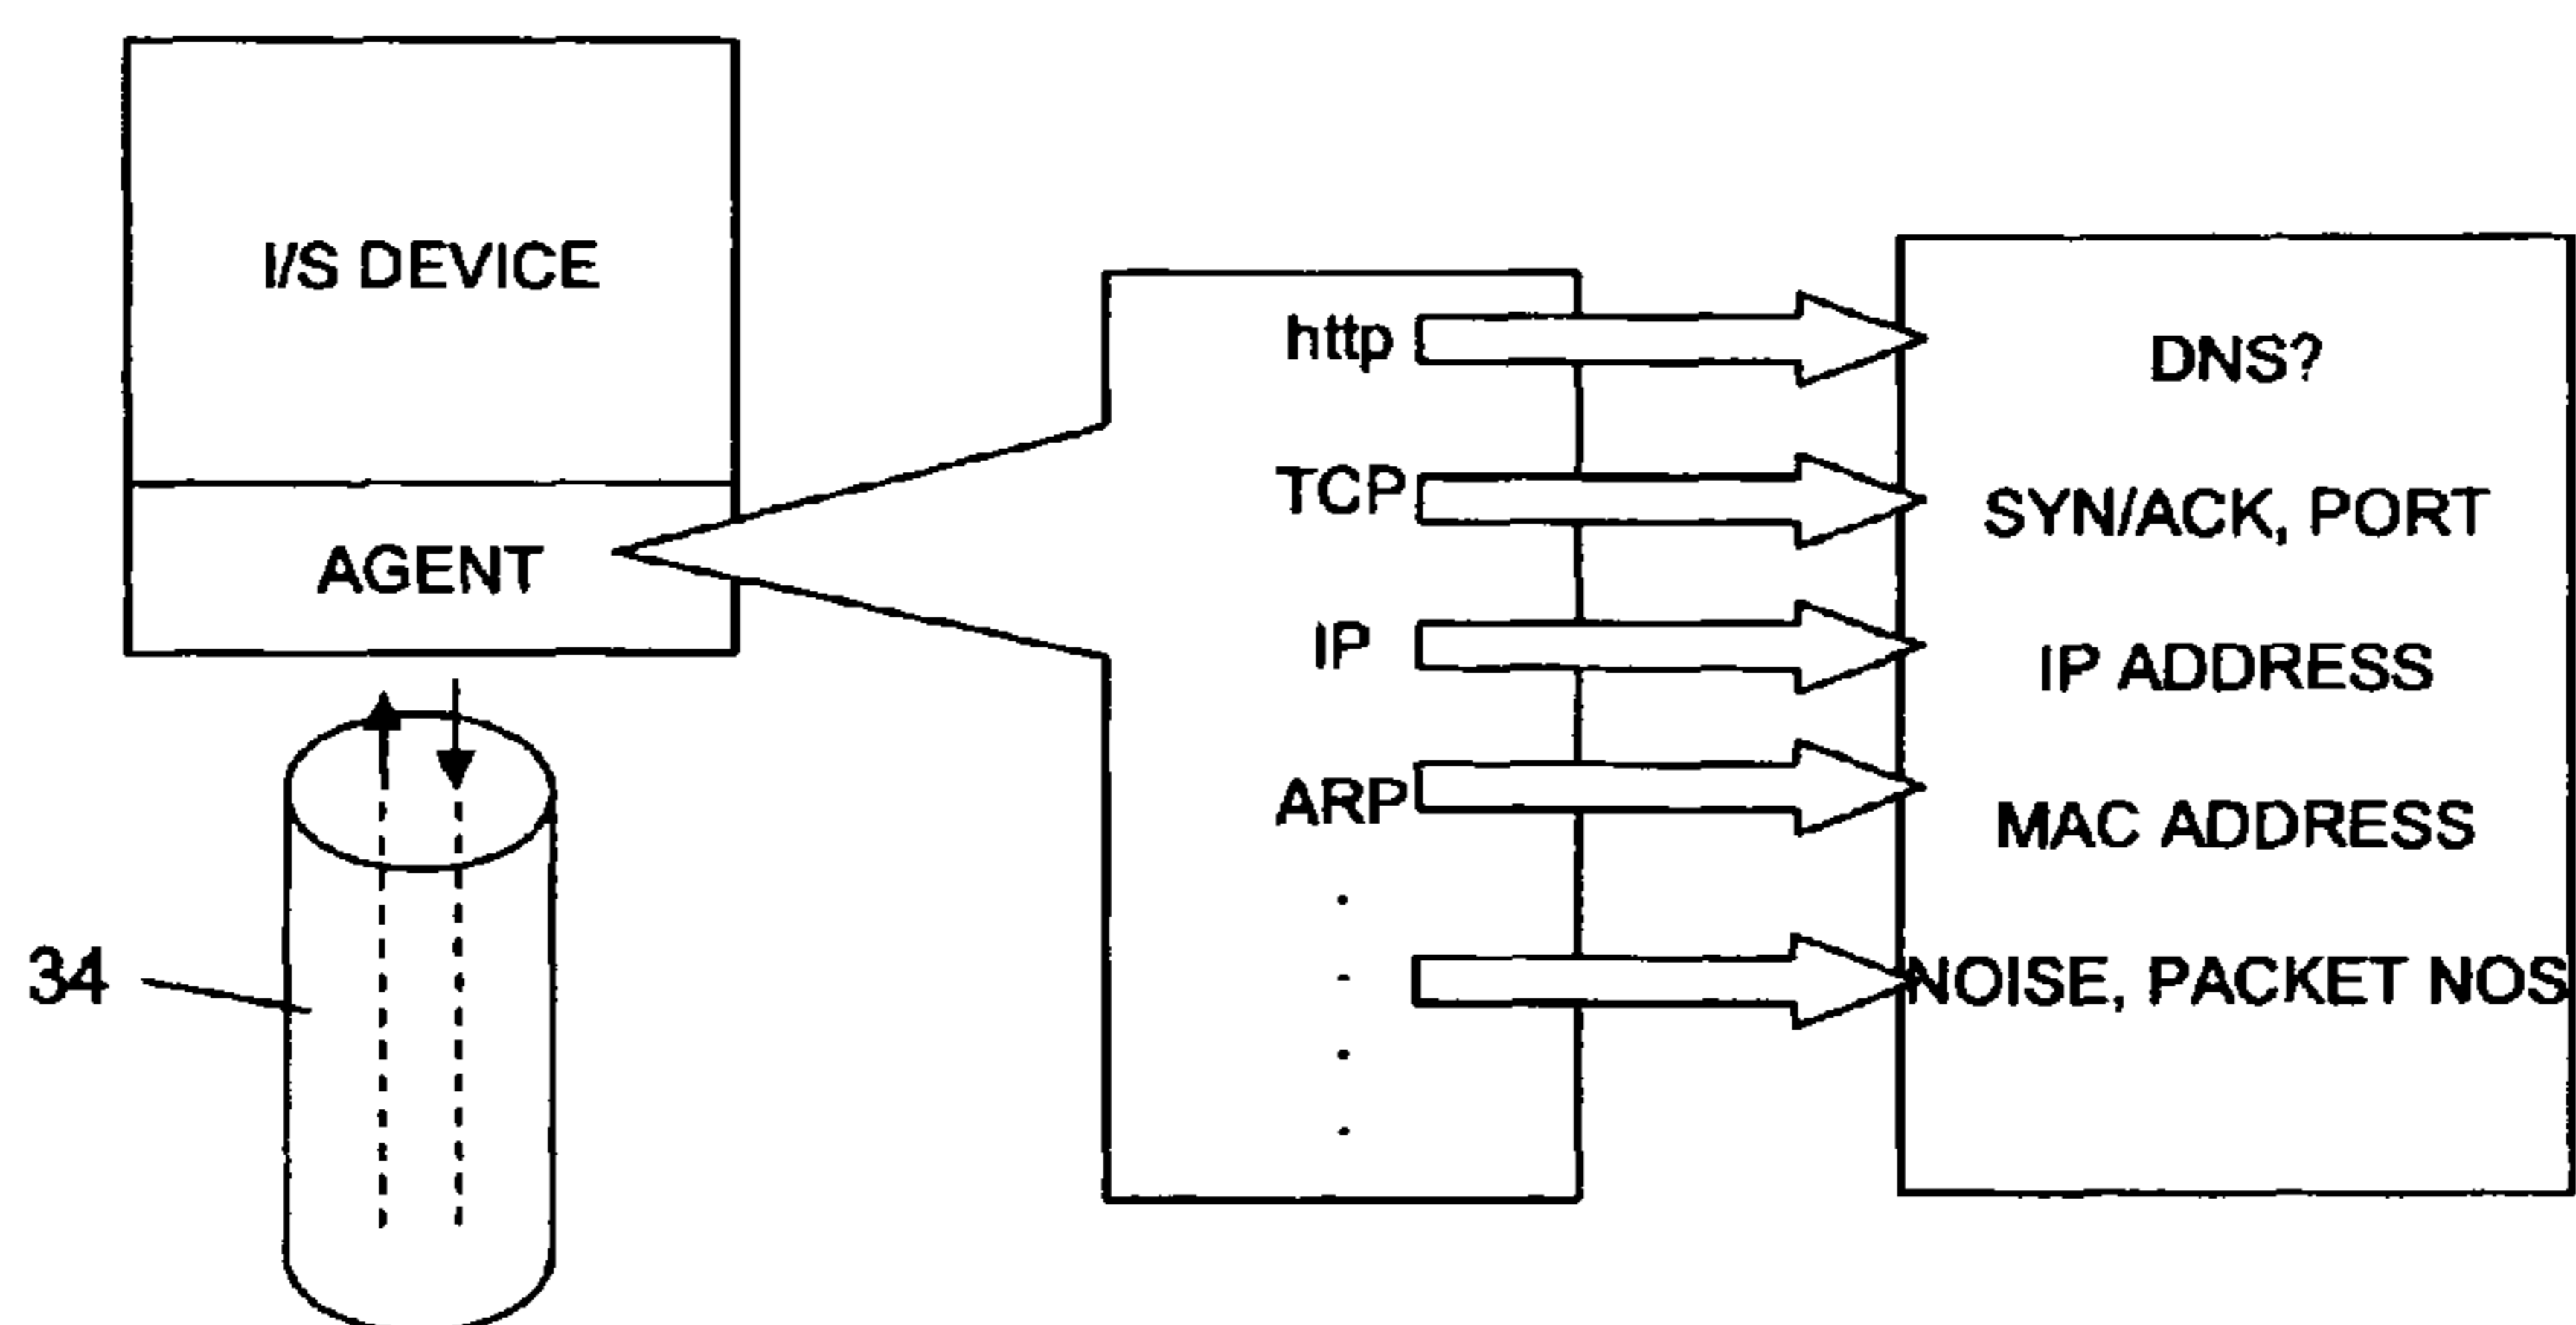 I/S DEVICE
AGENT
34
http
TCP
IP
ARP
DNS?
SYN/ACK, PORT
IP ADDRESS
MAC ADDRESS
NOISE, PACKET NOS